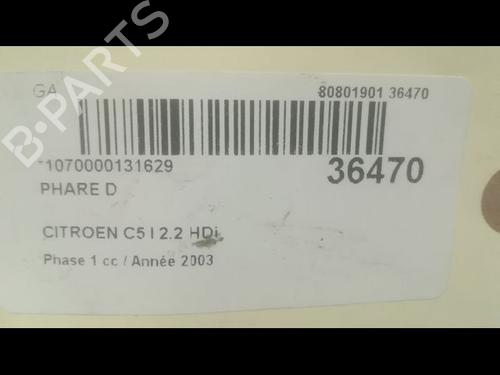 GA 80801901 36470
B-PARTS
1070000131629 36470
PHARE D
CITROEN C5 I 2.2 HDi
Phase 1 cc / Année 2003